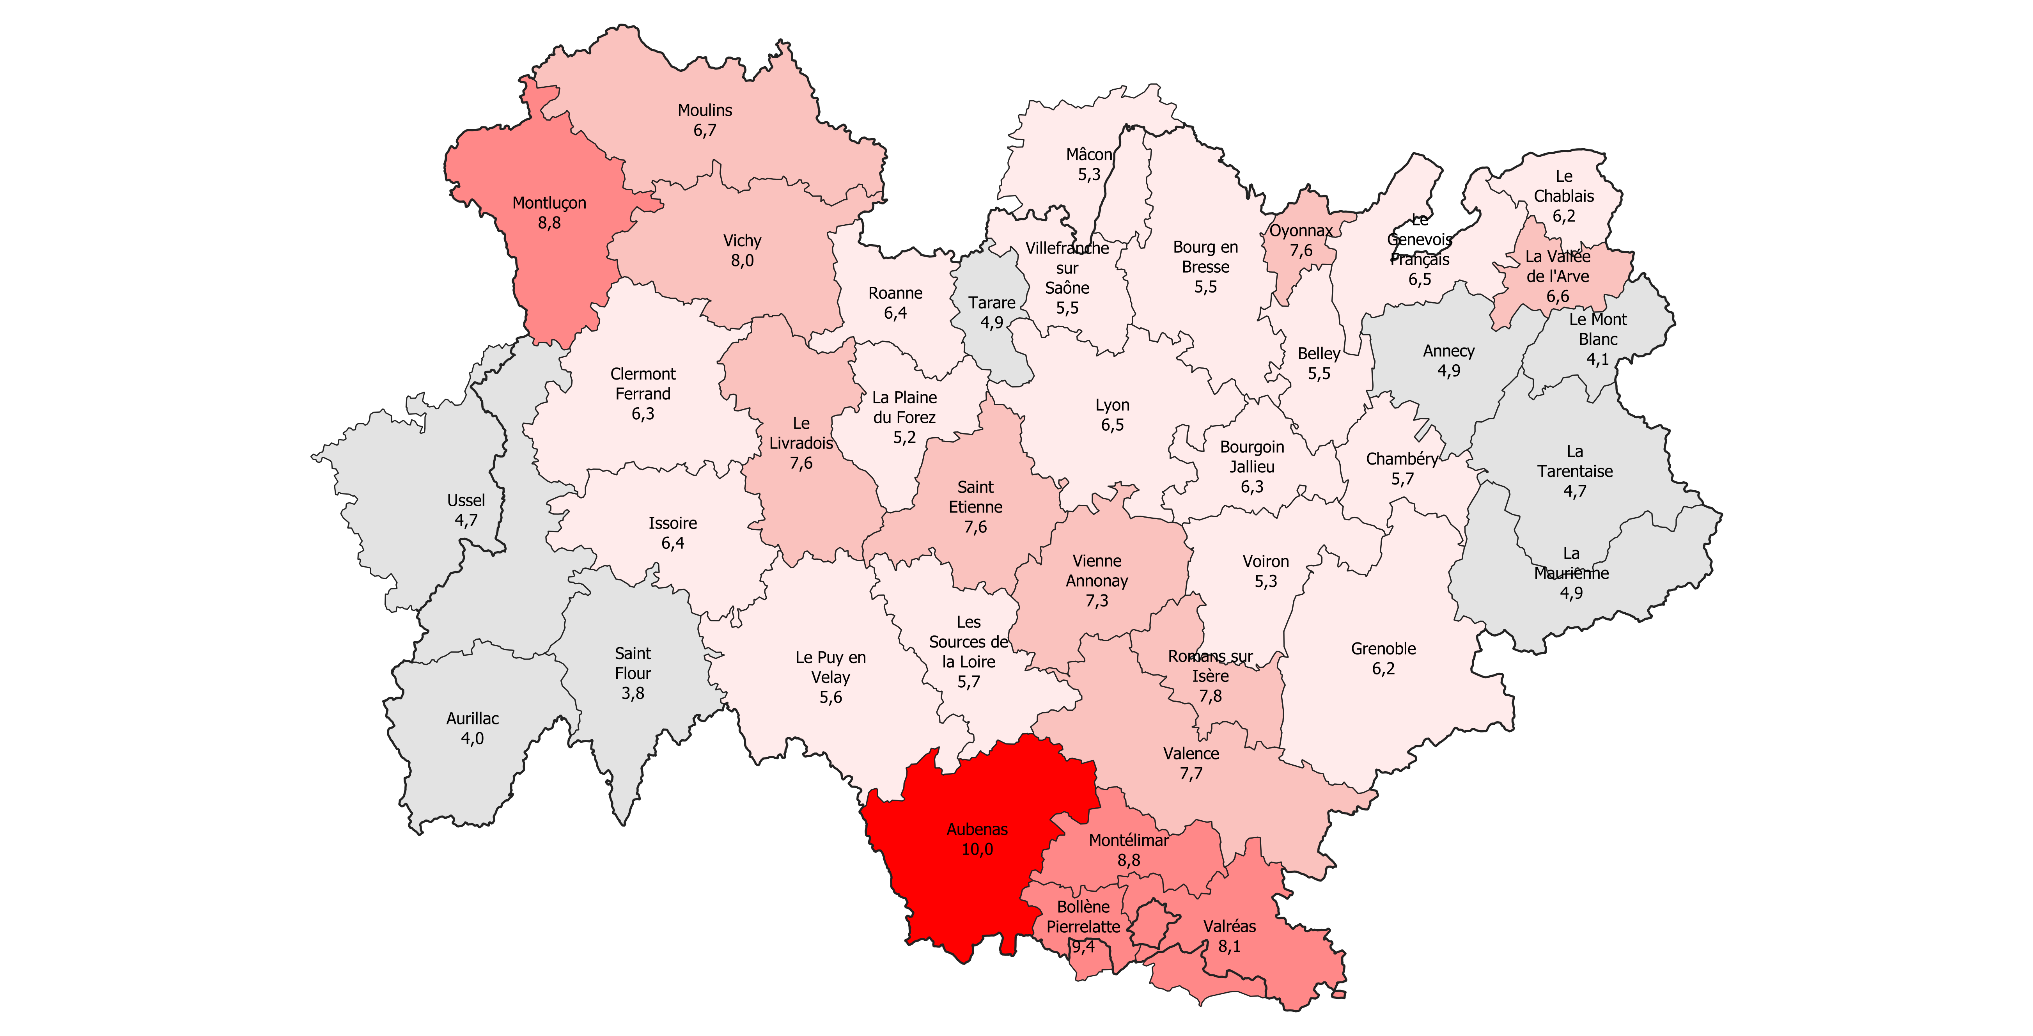 Moulins
6,7
Mâcon
5,3
Montluçon
8,8
Le
Chablais
6,2
Vichy
8,0
Oyonnax
7,6
Le
Genevois
Français
6,5
Villefranche
sur
Saône
5,5
Bourg en
Bresse
5,5
La Vallée
de l'Arve
6,6
Roanne
6,4
Tarare
4,9
Le Mont
Blanc
4,1
Annecy
4,9
Belley
5,5
Clermont
Ferrand
6,3
La Plaine
du Forez
5,2
Lyon
6,5
Le
Livradois
7,6
Bourgoin
Jallieu
6,3
Chambéry
5,7
La
Tarentaise
4,7
Ussel
4,7
Saint
Etienne
7,6
Issoire
6,4
Vienne
Annonay
7,3
Voiron
5,3
La
Maurienne
4,9
Saint
Flour
3,8
Les
Sources de
la Loire
5,7
Le Puy en
Velay
5,6
Romans sur
Isère
7,8
Grenoble
6,2
Aurillac
4,0
Valence
7,7
Aubenas
10,0
Montélimar
8,8
Bollène
Pierrelatte
9,4
Valréas
8,1